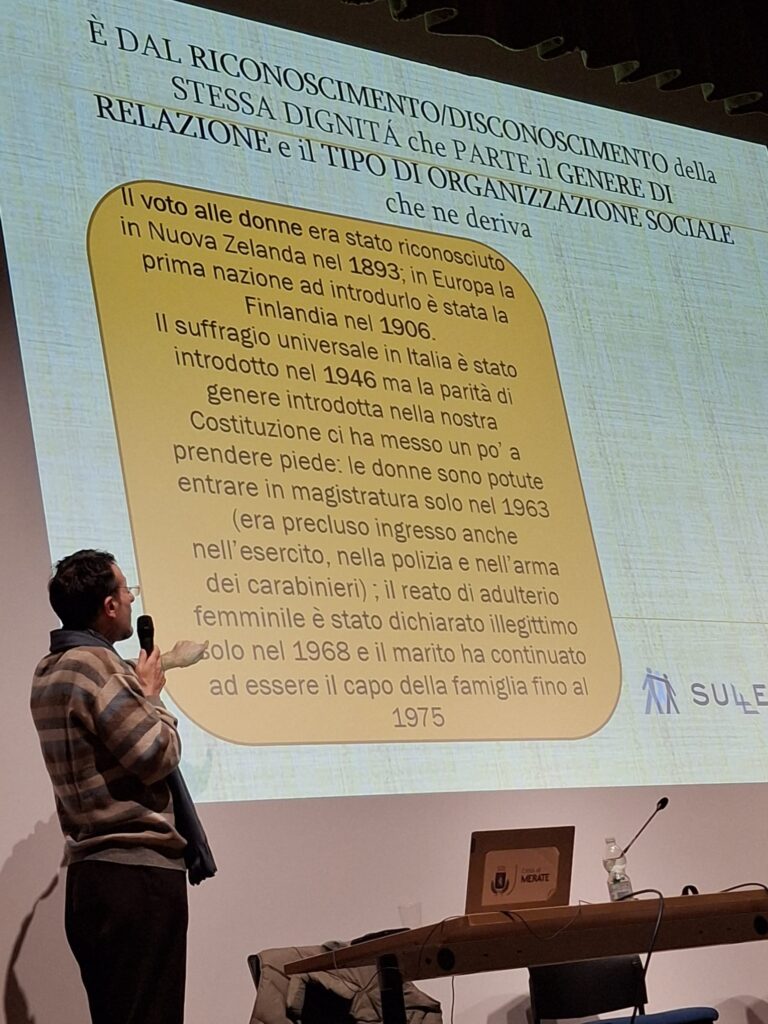 È DAL RICONOSCIMENTO/DISCONOSCIMENTO della
STESSA DIGNITÁ che PARTE il GENERE DI
RELAZIONE e il TIPO DI ORGANIZZAZIONE SOCIALE
che ne deriva
Il voto alle donne era stato riconosciuto
in Nuova Zelanda nel 1893; in Europa la
prima nazione ad introdurlo è stata la
Finlandia nel 1906.
Il suffragio universale in Italia è stato
introdotto nel 1946 ma la parità di
genere introdotta nella nostra
Costituzione ci ha messo un po' a
prendere piede: le donne sono potute
entrare in magistratura solo nel 1963
(era precluso ingresso anche
nell'esercito, nella polizia e nell'arma
dei carabinieri) ; il reato di adulterio
femminile è stato dichiarato illegittimo
solo nel 1968 e il marito ha continuato
ad essere il capo della famiglia fino al
1975
SULLE
MERATE